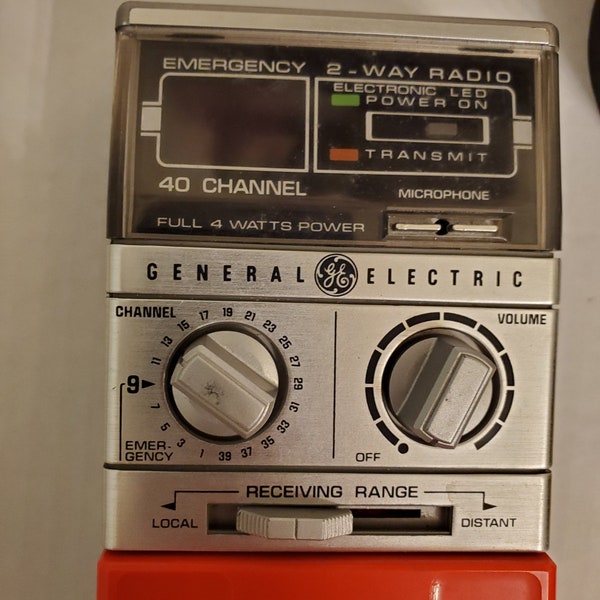 EMERGENCY 2-WAY RADIO
ELECTRONIC LED
POWER ON
TRANSMIT
40 CHANNEL
MICROPHONE
FULL 4 WATTS POWER
GENERAL GE ELECTRIC
CHANNEL
VOLUME
1 3 5 7 9 11 13 15 17 19 21 23 25 27 29 31 33 35 37 39
EMER-
GENCY
OFF
RECEIVING RANGE
LOCAL
DISTANT